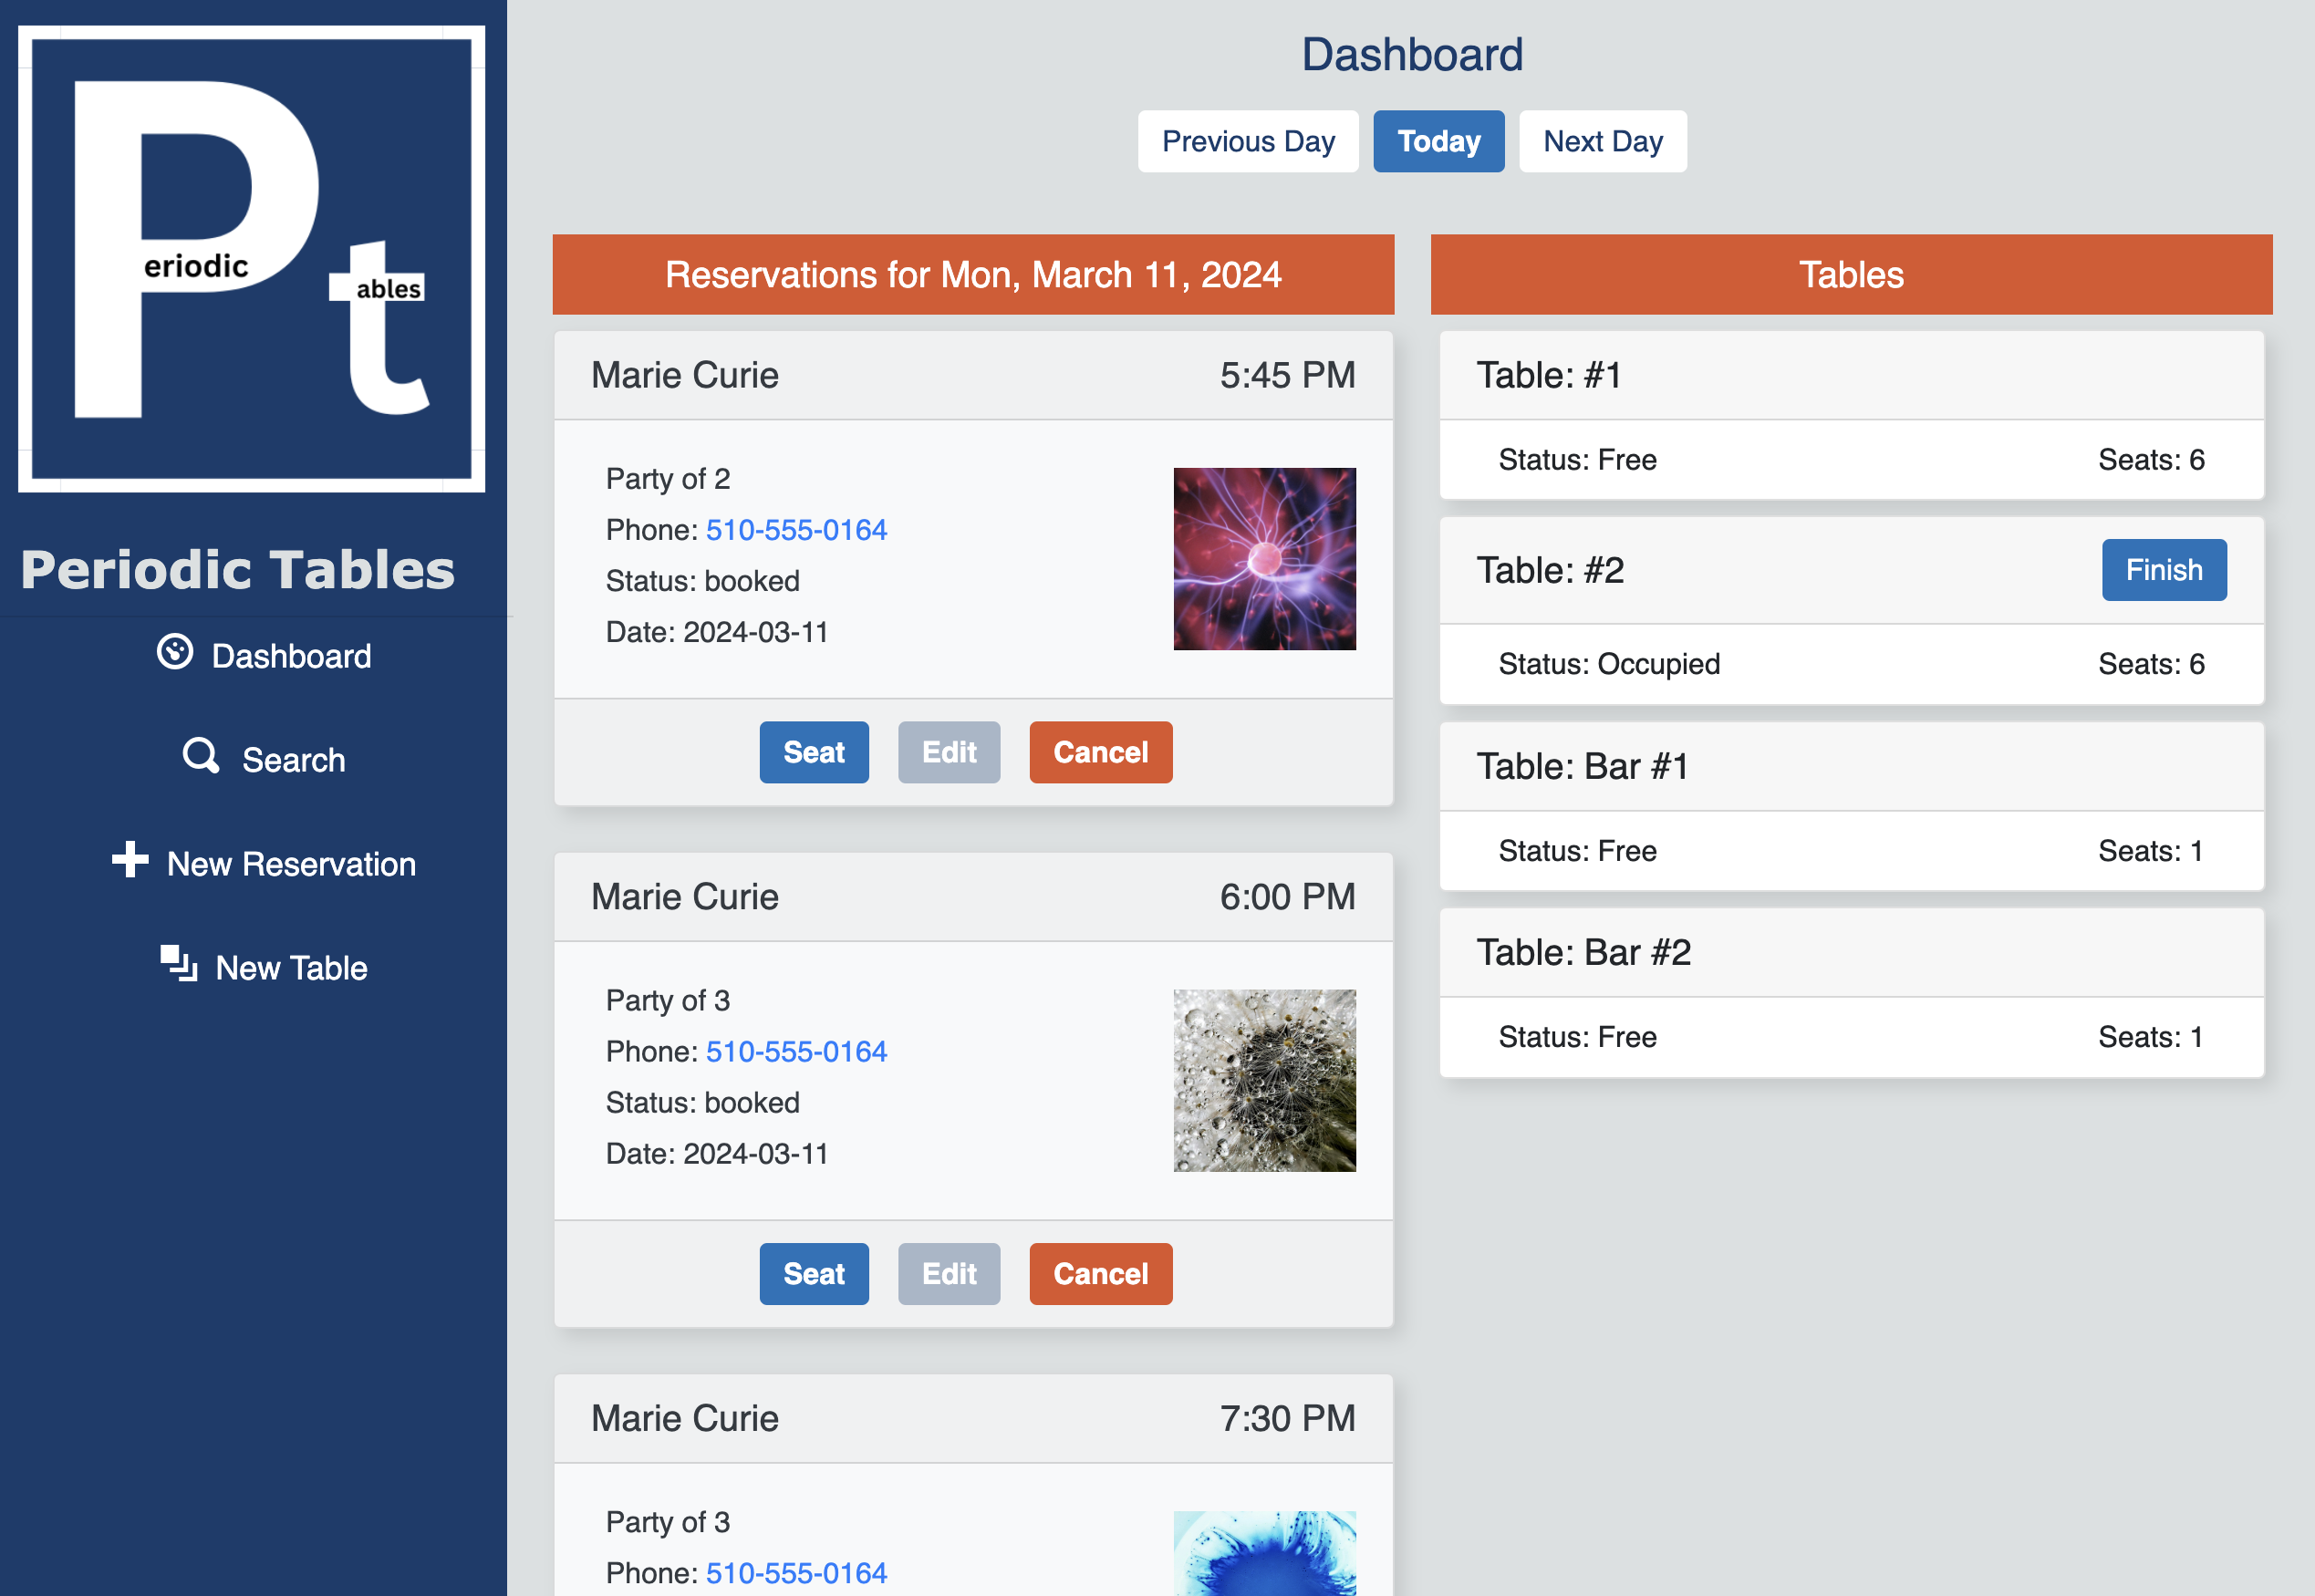 Periodic
tables
Periodic Tables
Dashboard
Search
New Reservation
New Table
Dashboard
Previous Day Today Next Day
Reservations for Mon, March 11, 2024
Marie Curie 5:45 PM
Party of 2
Phone: 510-555-0164
Status: booked
Date: 2024-03-11
Seat Edit Cancel
Marie Curie 6:00 PM
Party of 3
Phone: 510-555-0164
Status: booked
Date: 2024-03-11
Seat Edit Cancel
Marie Curie 7:30 PM
Party of 3
Phone: 510-555-0164
Tables
Table: #1
Status: Free Seats: 6
Table: #2 Finish
Status: Occupied Seats: 6
Table: Bar #1
Status: Free Seats: 1
Table: Bar #2
Status: Free Seats: 1